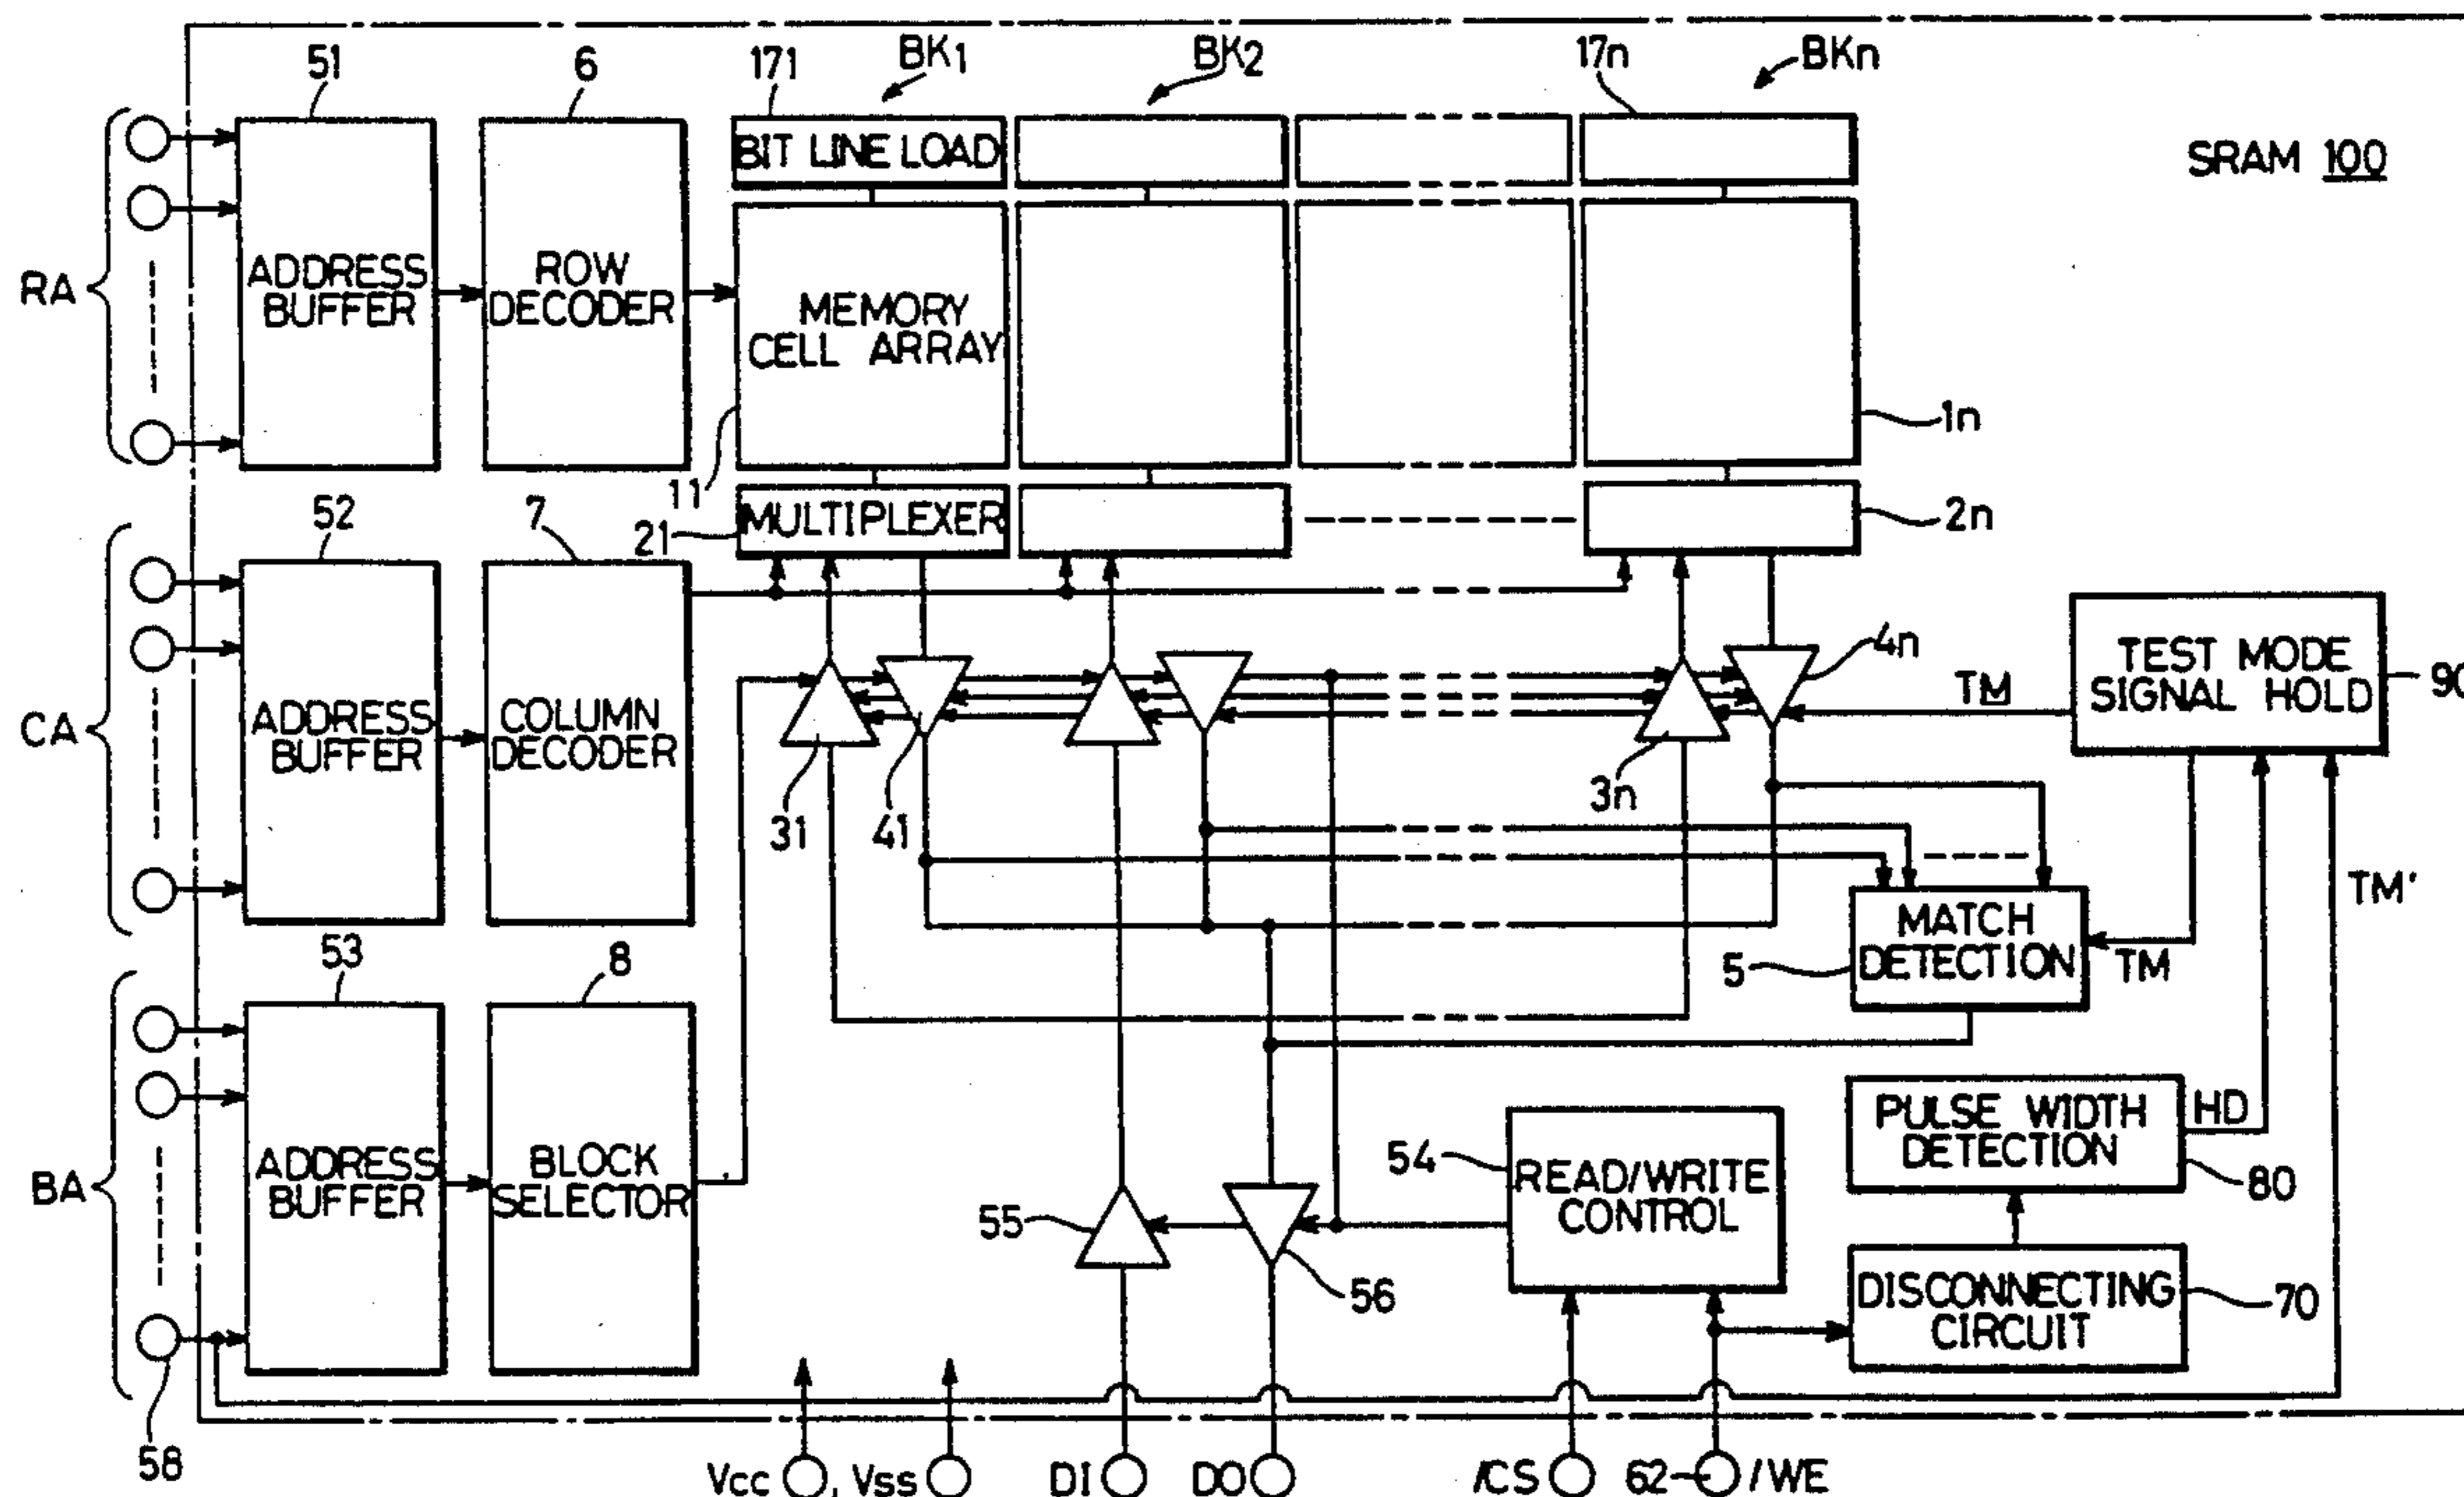 51
6
171
BK1
BK2
17n
BKn
SRAM 100
BIT LINE LOAD
RA
ADDRESS
BUFFER
ROW
DECODER
MEMORY
CELL ARRAY
1n
11
52
7
21
MULTIPLEXER
2n
CA
ADDRESS
BUFFER
COLUMN
DECODER
4n
TM
TEST MODE
SIGNAL HOLD
31
41
3n
TM'
53
8
MATCH
DETECTION
5
TM
BA
ADDRESS
BUFFER
BLOCK
SELECTOR
54
READ/WRITE
CONTROL
PULSE WIDTH
DETECTION
HD
80
55
56
DISCONNECTING
CIRCUIT
70
58
Vcc, Vss
DI
DO
/CS
62
/WE